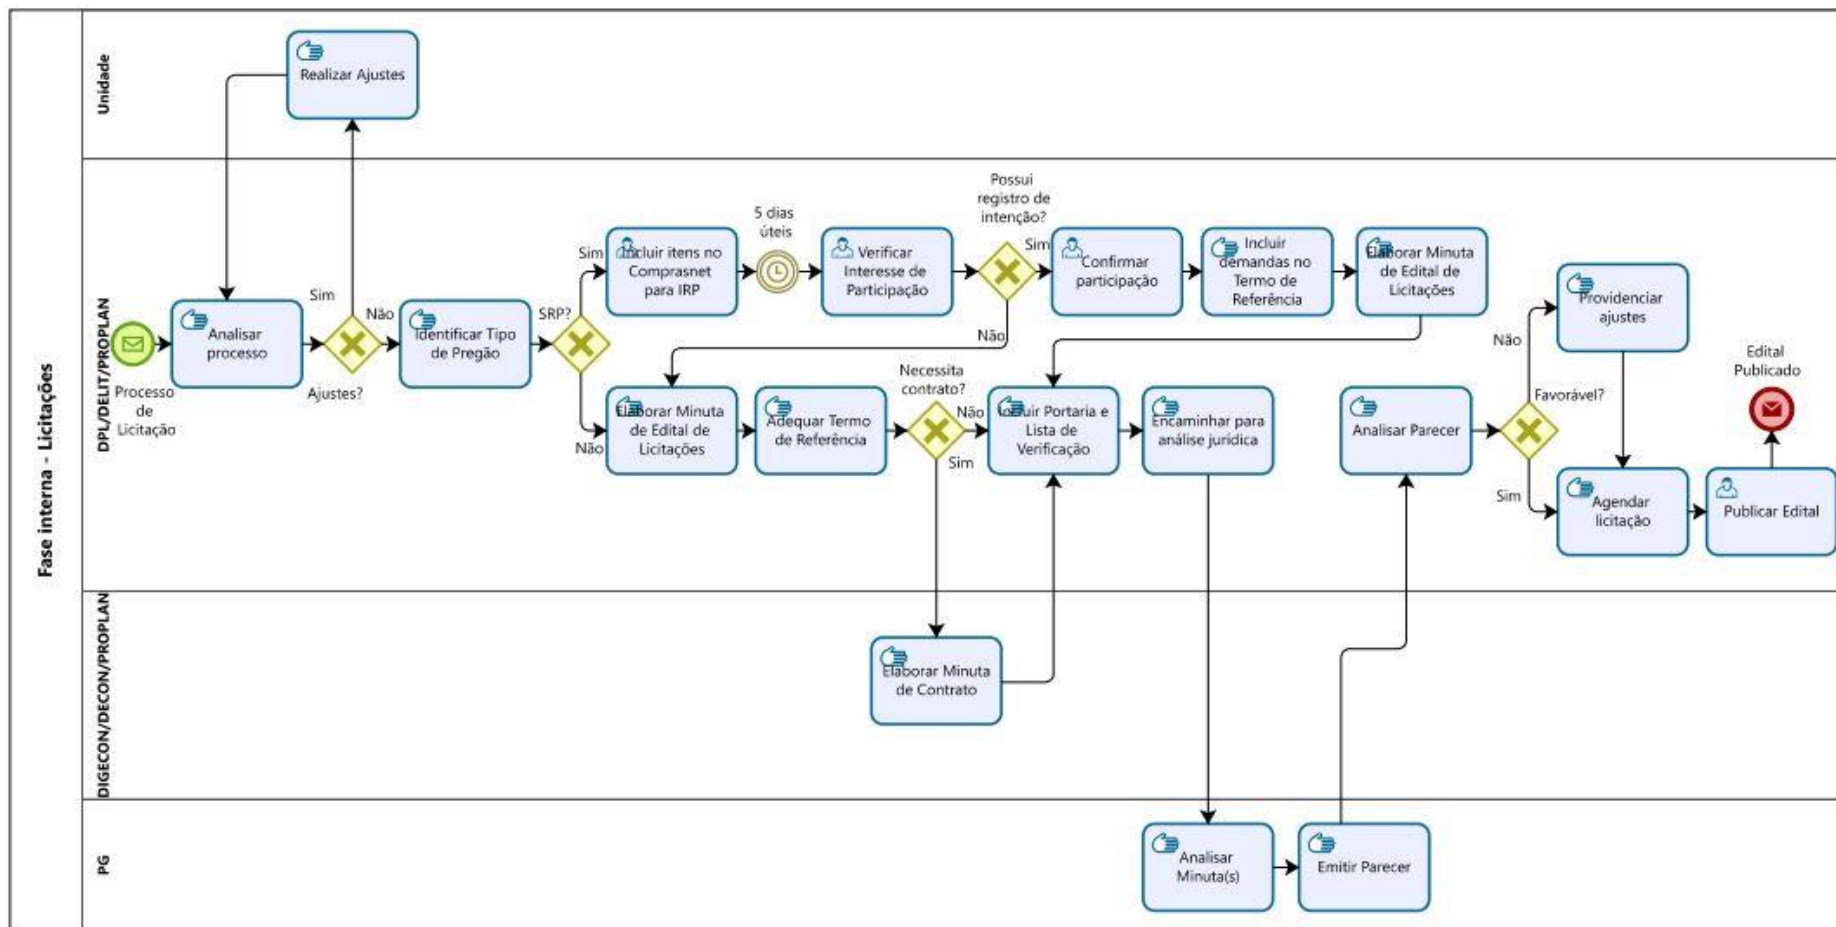 Fase interna - Licitações
Unidade
Realizar Ajustes
DPL/DELIT/PROPLAN
Processo
de
Licitação
Analisar
processo
Sim
Ajustes?
Não
Identificar Tipo
de Pregão
SRP?
Sim
Não
Incluir itens no
Comprasnet
para IRP
5 dias
úteis
Verificar
Interesse de
Participação
Possui
registro de
intenção?
Sim
Não
Confirmar
participação
Incluir
demandas no
Termo de
Referência
Elaborar Minuta
de Edital de
Licitações
Elaborar Minuta
de Edital de
Licitações
Adequar Termo
de Referência
Necessita
contrato?
Não
Sim
Incluir Portaria e
Lista de
Verificação
Encaminhar para
análise jurídica
Analisar Parecer
Favorável?
Não
Sim
Providenciar
ajustes
Agendar
licitação
Publicar Edital
Edital
Publicado
DIGECON/DECON/PROPLAN
Elaborar Minuta
de Contrato
PG
Analisar
Minuta(s)
Emitir Parecer